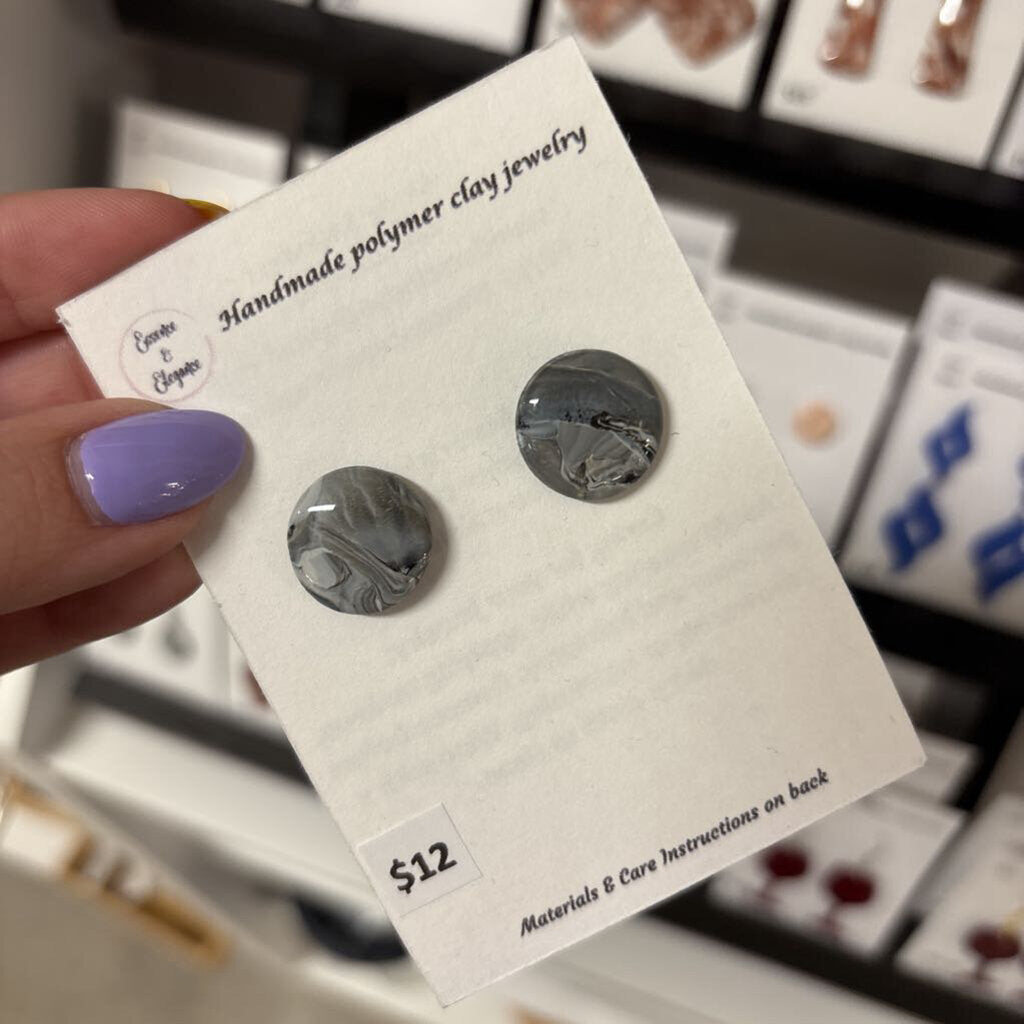 Handmade polymer clay jewelry
Essence
&
Elegance
$12
Materials & Care Instructions on back